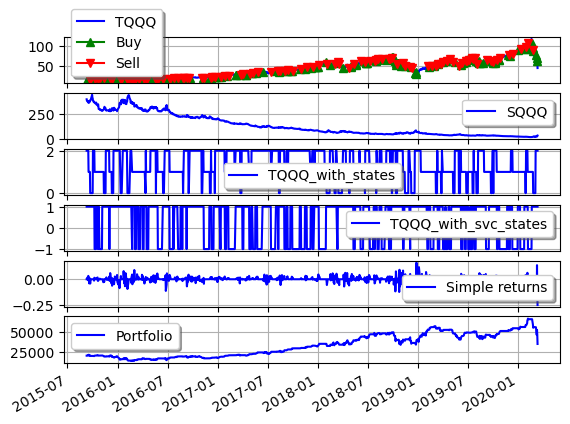 TQQQ
Buy
Sell
100
50
SQQQ
250
0
TQQQ_with_states
2
0
TQQQ_with_svc_states
1
0
−1
Simple returns
0.00
−0.25
Portfolio
50000
25000
2015-07
2016-01
2016-07
2017-01
2017-07
2018-01
2018-07
2019-01
2019-07
2020-01